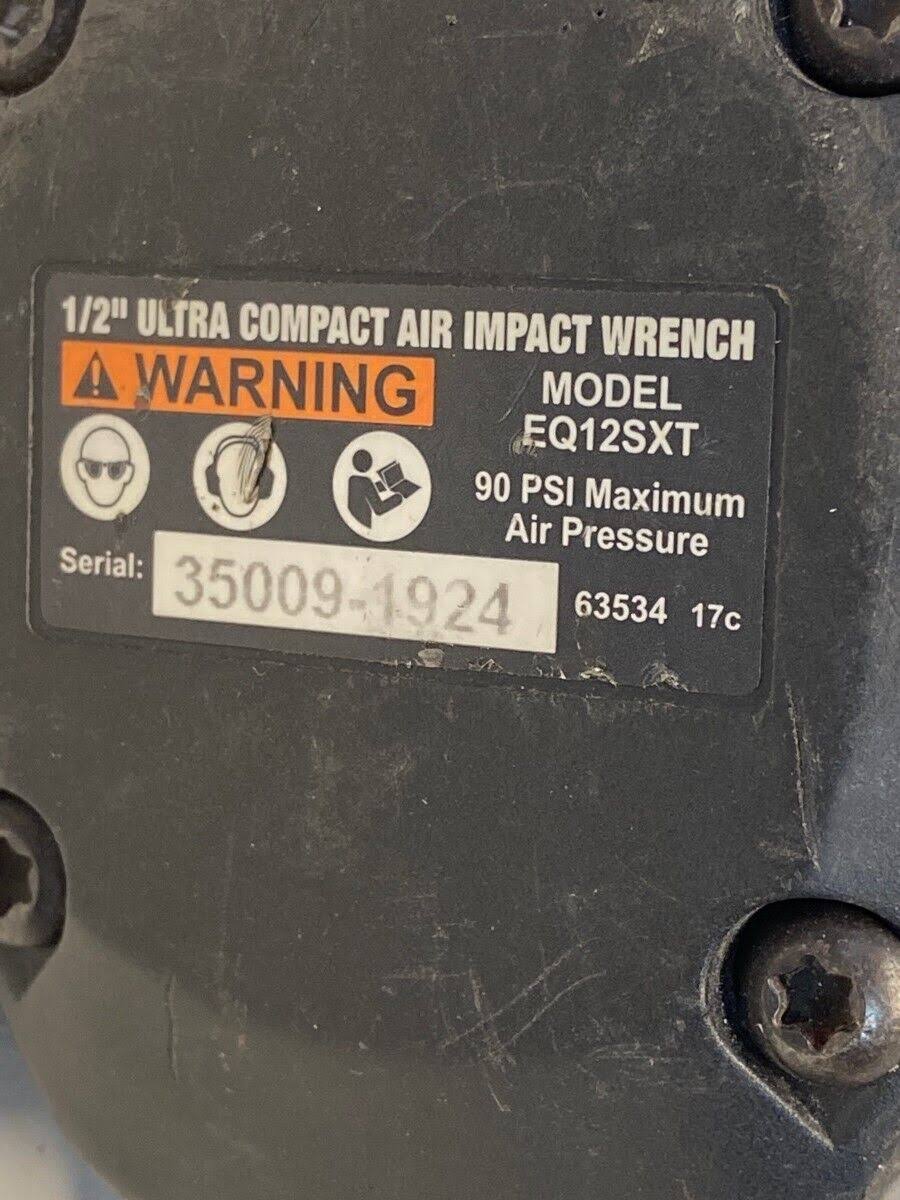 1/2" ULTRA COMPACT AIR IMPACT WRENCH
WARNING
MODEL
EQ12SXT
90 PSI Maximum
Air Pressure
Serial: 35009-1924
63534 17c